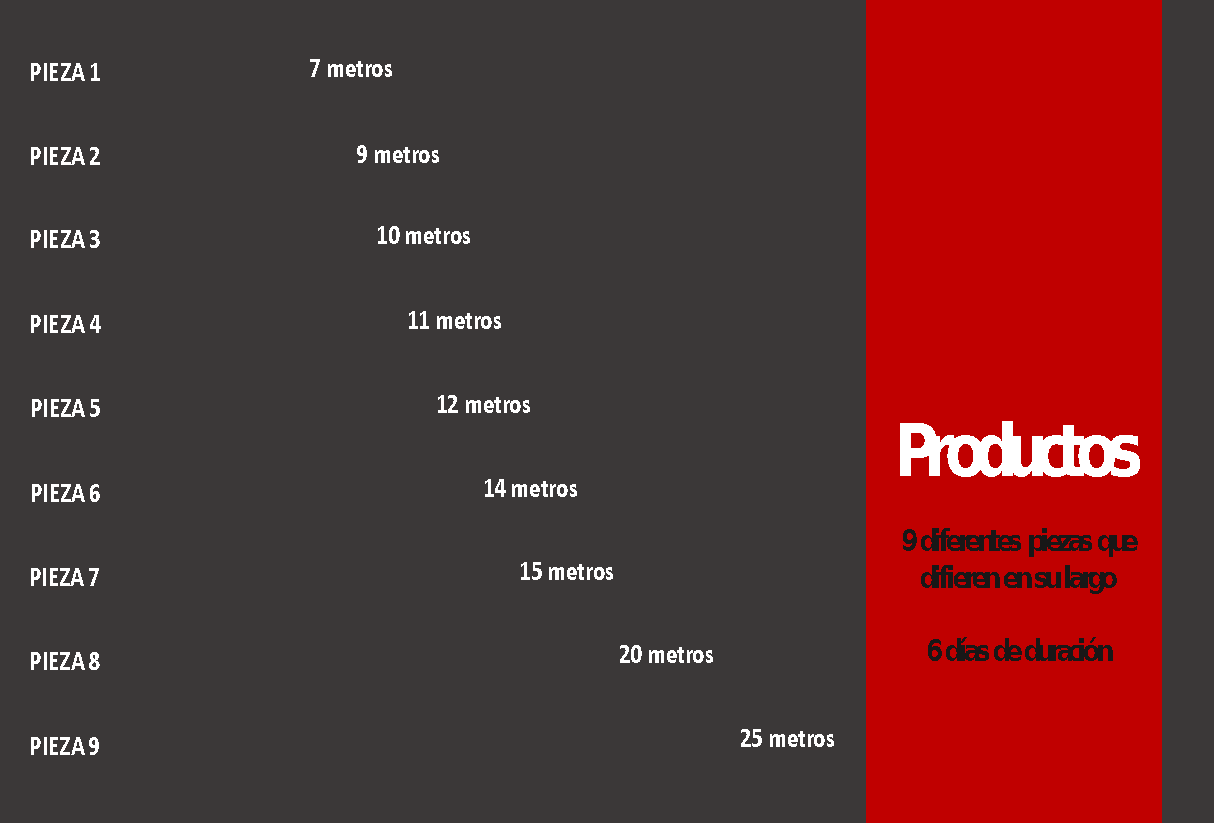 PIEZA 1 7 metros
PIEZA 2 9 metros
PIEZA 3 10 metros
PIEZA 4 11 metros
PIEZA 5 12 metros
PIEZA 6 14 metros
PIEZA 7 15 metros
PIEZA 8 20 metros
PIEZA 9 25 metros
Productos
9 diferentes piezas que
difieren en su largo
6 días de duración